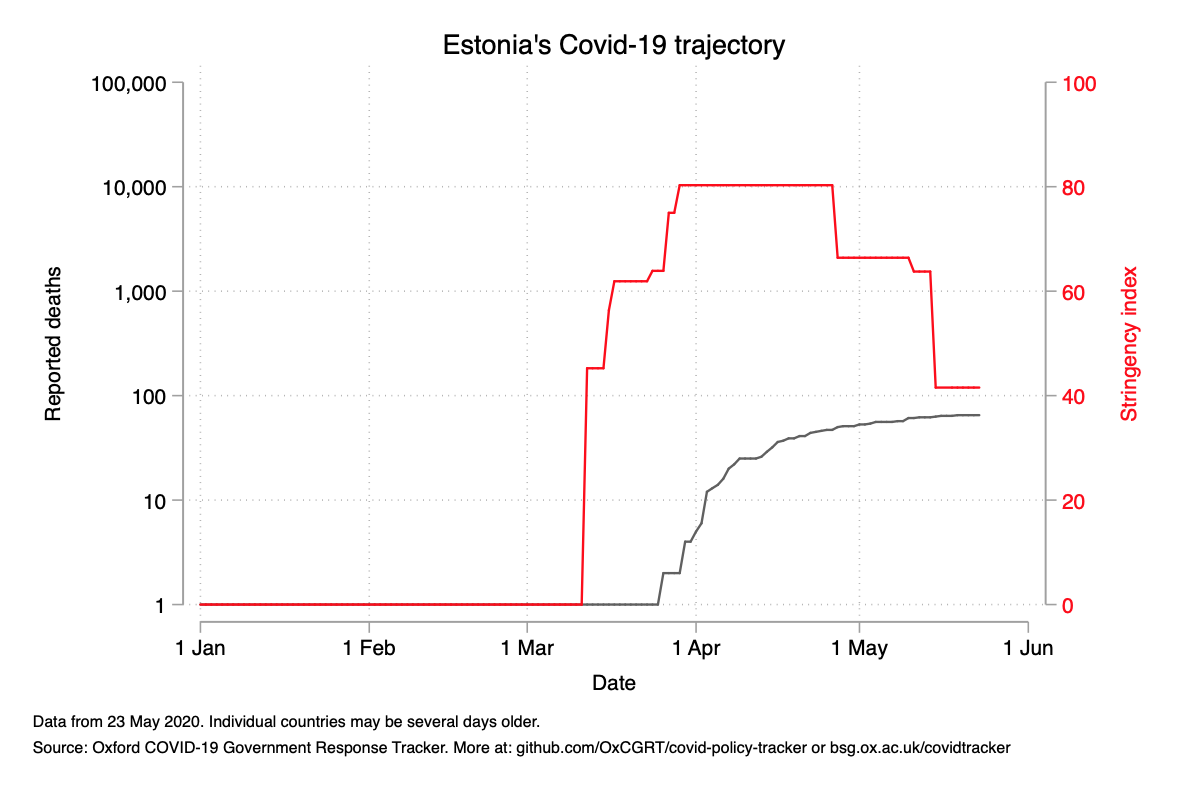 Estonia's Covid-19 trajectory
100,000
10,000
1,000
100
10
1
Reported deaths
100
80
60
40
20
0
Stringency index
1 Jan
1 Feb
1 Mar
1 Apr
1 May
1 Jun
Date
Data from 23 May 2020. Individual countries may be several days older.
Source: Oxford COVID-19 Government Response Tracker. More at: github.com/OxCGRT/covid-policy-tracker or bsg.ox.ac.uk/covidtracker